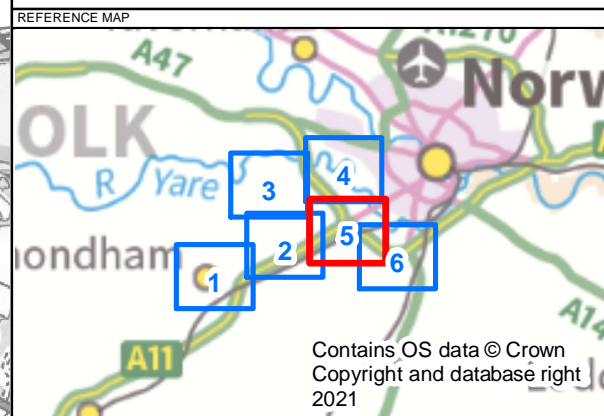 REFERENCE MAP
A47
Norw
OLK
R Yare
3
4
ondham
2
5
6
1
A11
A14
Contains OS data © Crown
Copyright and database right
2021